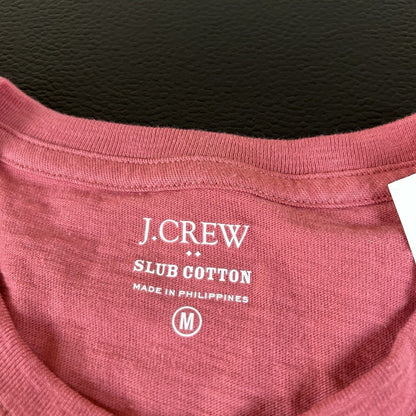 J.CREW
SLUB COTTON
MADE IN PHILIPPINES
M